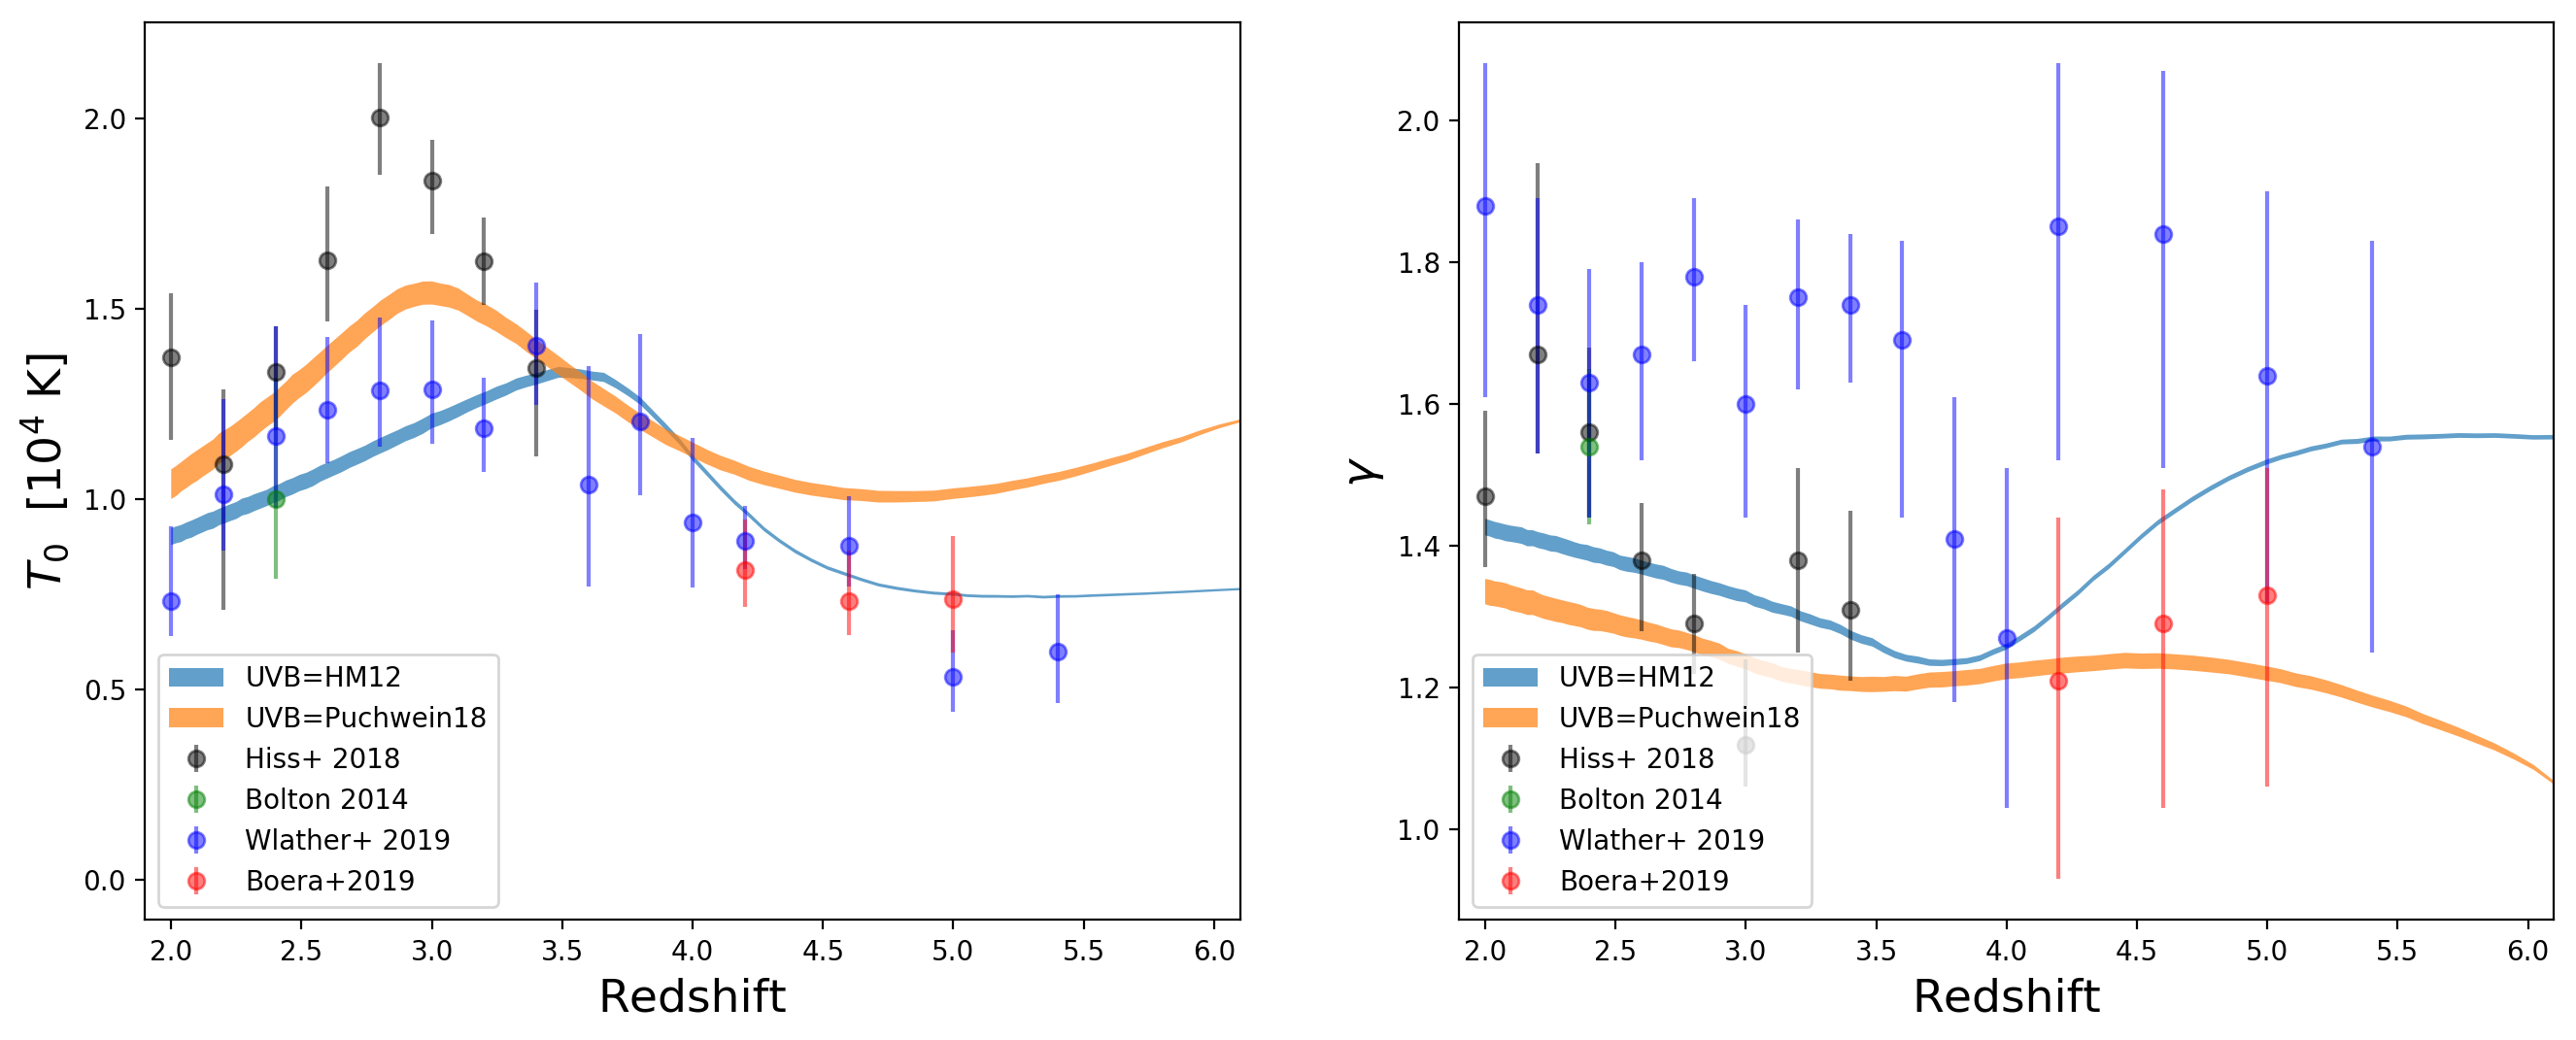 T₀ [10⁴ K]
2.0
1.5
1.0
0.5
0.0
UVB=HM12
UVB=Puchwein18
Hiss+ 2018
Bolton 2014
Wlather+ 2019
Boera+2019
2.0 2.5 3.0 3.5 4.0 4.5 5.0 5.5 6.0
Redshift
γ
2.0
1.8
1.6
1.4
1.2
1.0
UVB=HM12
UVB=Puchwein18
Hiss+ 2018
Bolton 2014
Wlather+ 2019
Boera+2019
2.0 2.5 3.0 3.5 4.0 4.5 5.0 5.5 6.0
Redshift